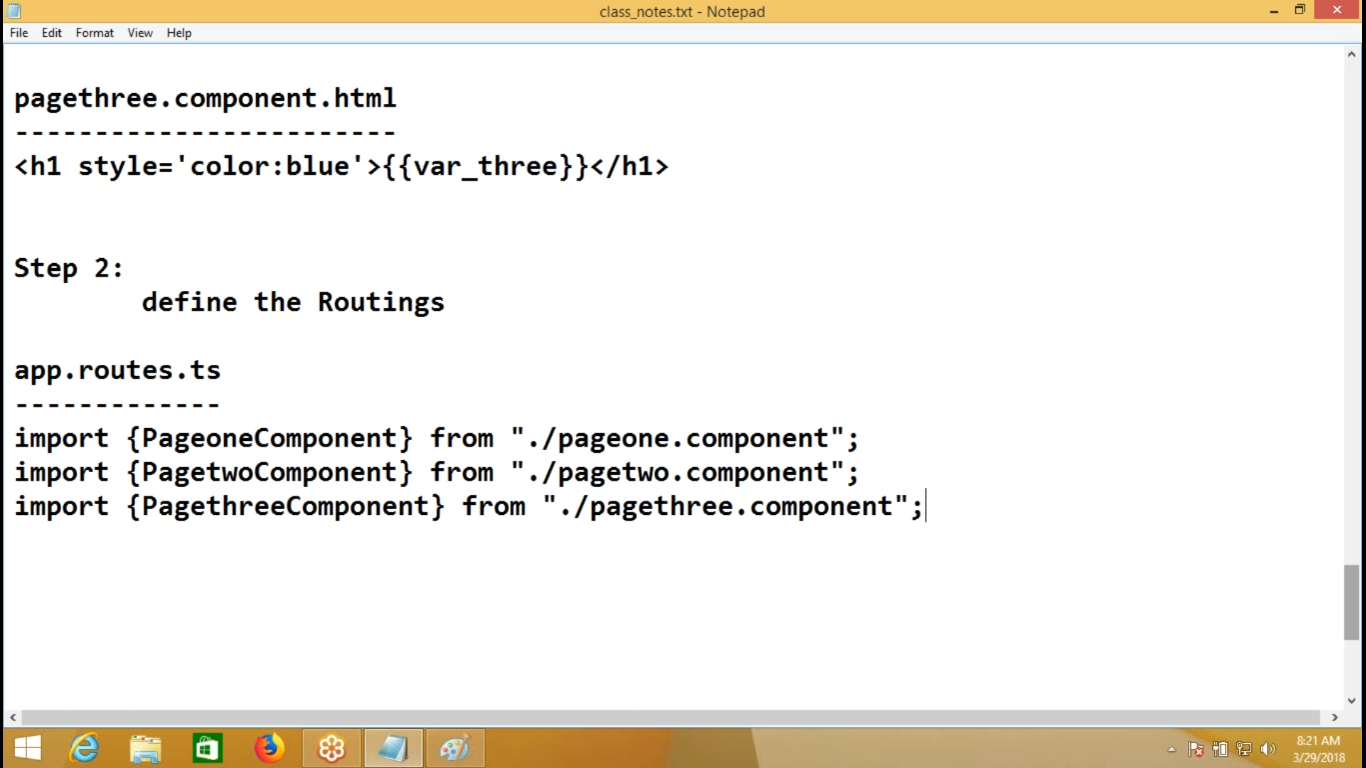 class_notes.txt - Notepad
File Edit Format View Help
pagethree.component.html
------------------------
<h1 style='color:blue'>{{var_three}}</h1>
Step 2:
define the Routings
app.routes.ts
-------------
import {PageoneComponent} from "./pageone.component";
import {PagetwoComponent} from "./pagetwo.component";
import {PagethreeComponent} from "./pagethree.component";
8:21 AM
3/29/2018